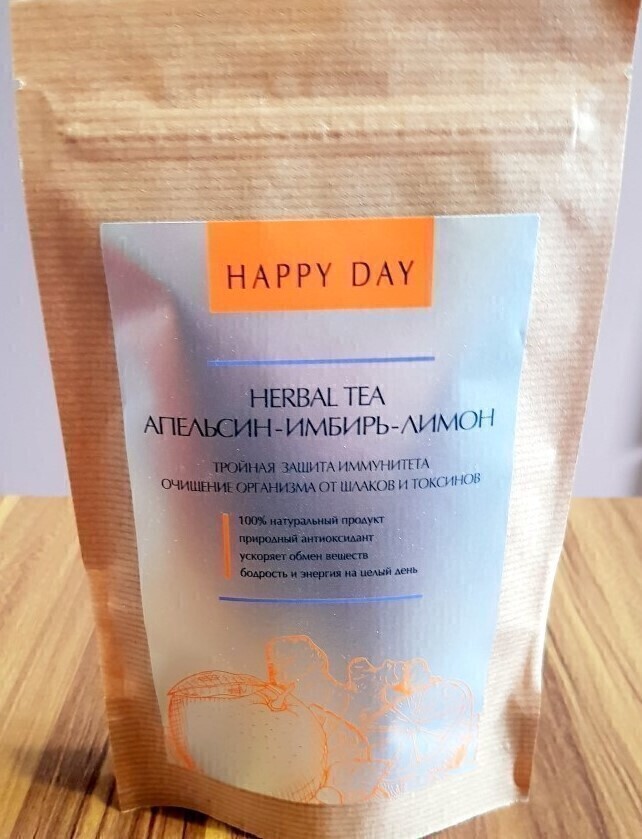 HAPPY DAY
HERBAL TEA
АПЕЛЬСИН-ИМБИРЬ-ЛИМОН
ТРОЙНАЯ ЗАЩИТА ИММУНИТЕТА
ОЧИЩЕНИЕ ОРГАНИЗМА ОТ ШЛАКОВ И ТОКСИНОВ
100% натуральный продукт
природный антиоксидант
ускоряет обмен веществ
бодрость и энергия на целый день